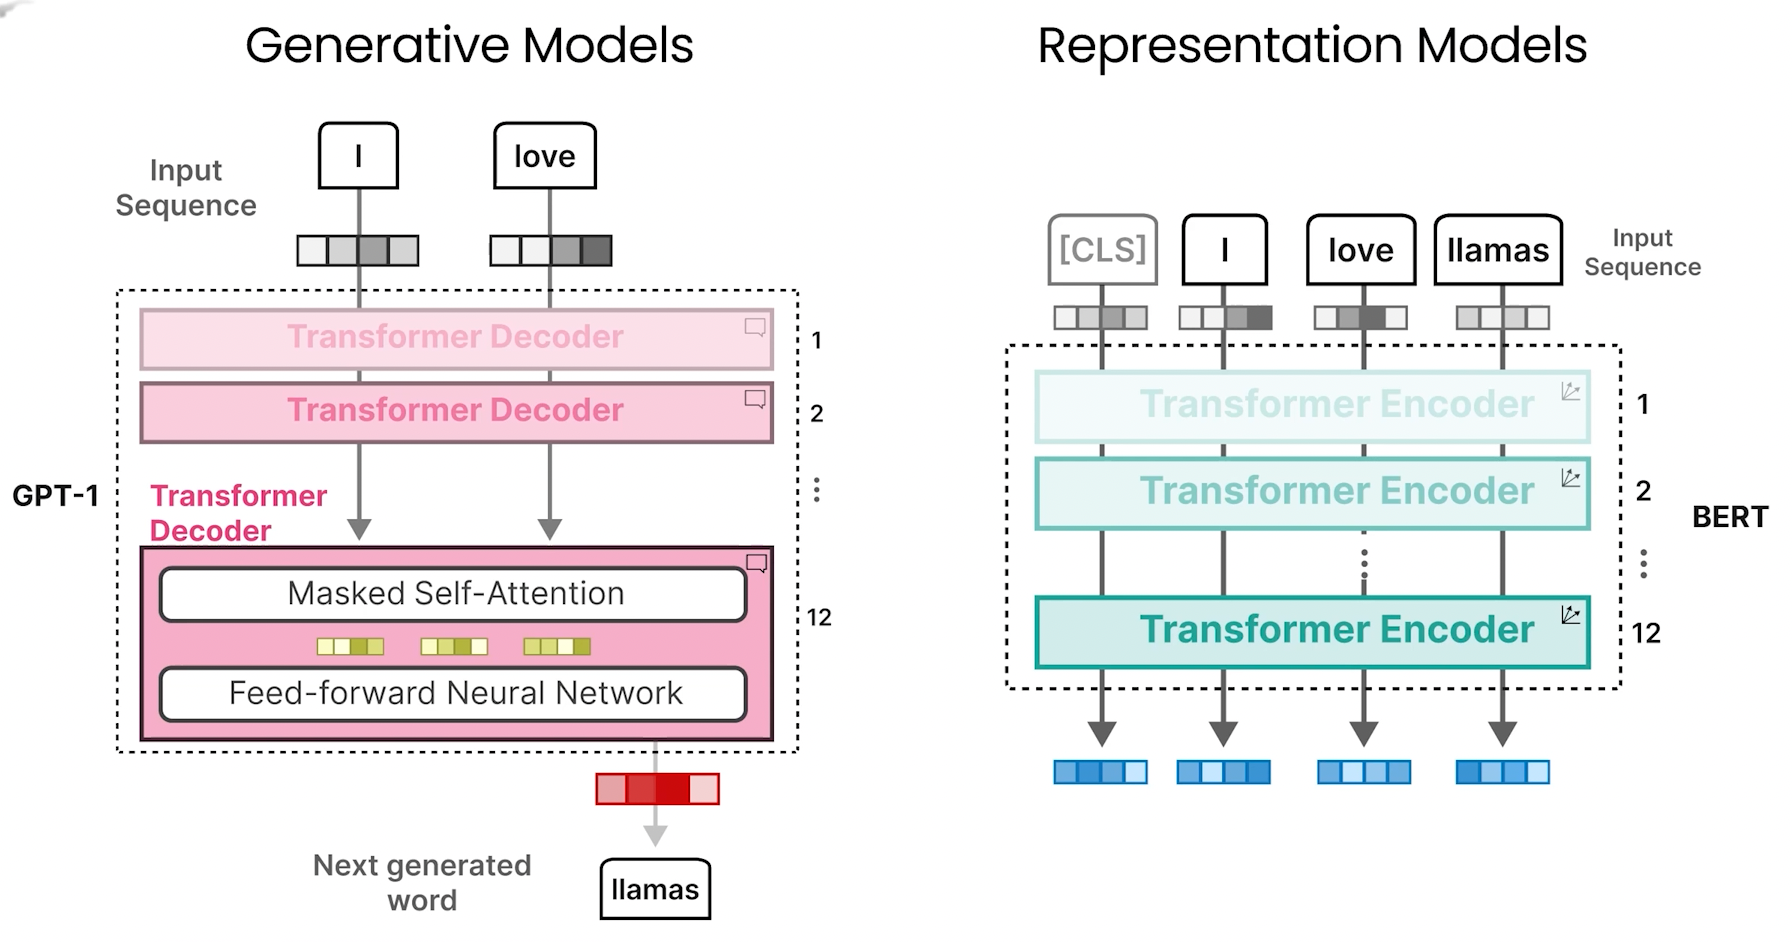 Generative Models
Input
Sequence
I
love
Transformer Decoder
1
Transformer Decoder
2
GPT-1
Transformer
Decoder
Masked Self-Attention
Feed-forward Neural Network
12
Next generated
word
llamas
Representation Models
[CLS]
I
love
llamas
Input
Sequence
Transformer Encoder
1
Transformer Encoder
2
BERT
Transformer Encoder
12